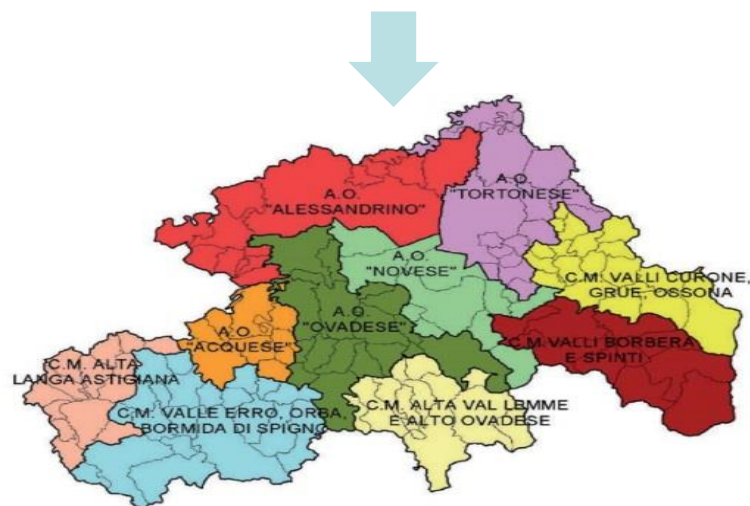 A.O.
"ALESSANDRINO"
A.O.
"TORTONESE"
A.O.
"NOVESE"
C.M. VALLI CURONE,
GRUE, OSSONA
A.O.
"OVADESE"
A.O.
"ACQUESE"
C.M.VALLI BORBERA
E SPINTI
C.M. ALTA
LANGA ASTIGIANA
C.M. VALLE ERRO, ORBA,
BORMIDA DI SPIGNO
C.M. ALTA VAL LEMME
E ALTO OVADESE